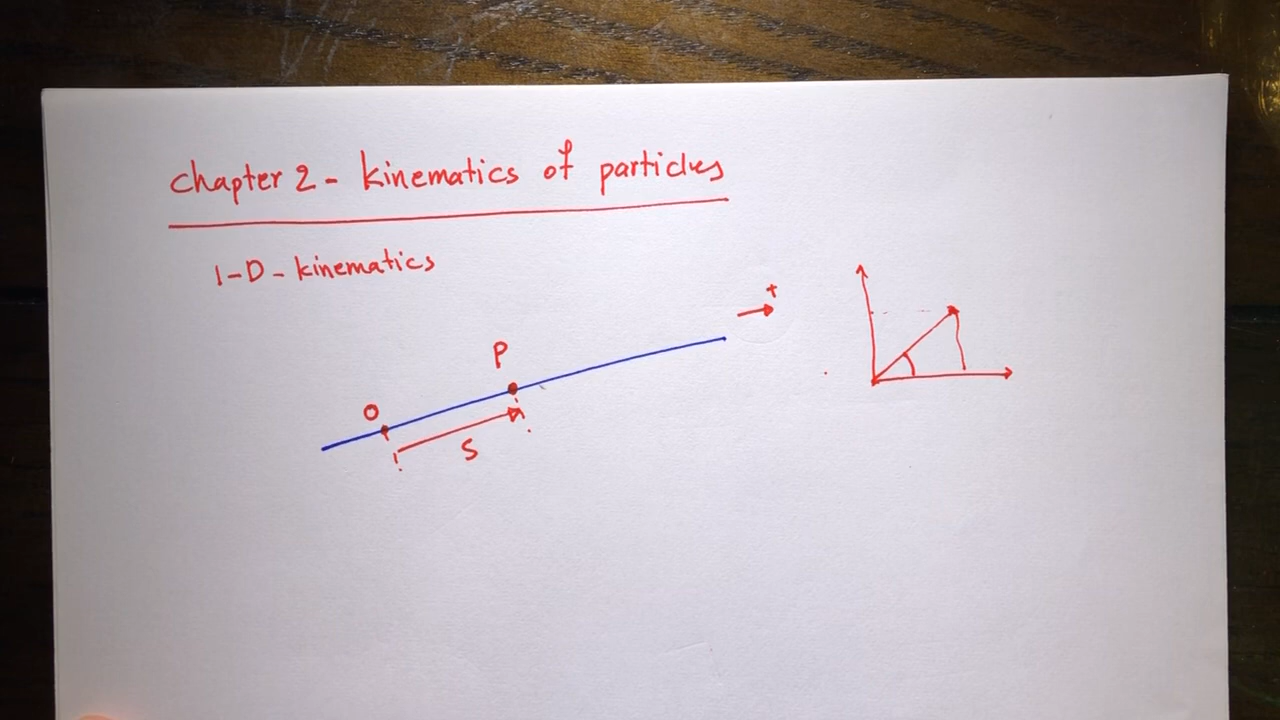 chapter 2 - kinematics of particles
1-D- kinematics
+
P
O
S